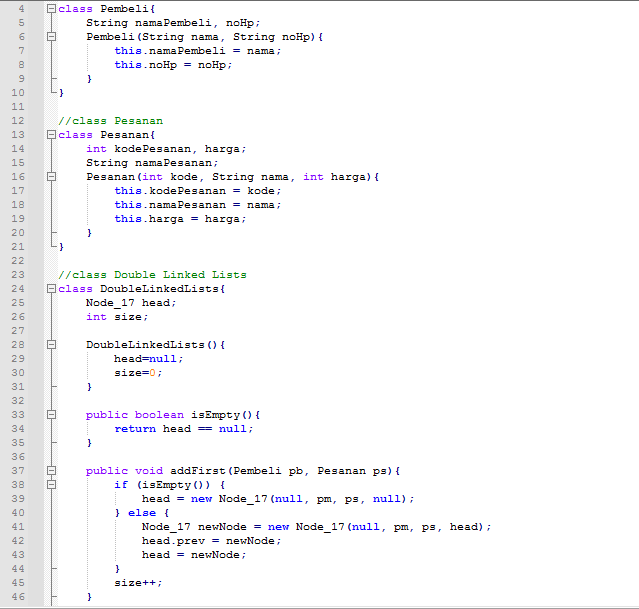 4 class Pembeli{
5 String namaPembeli, noHp;
6 Pembeli(String nama, String noHp){
7 this.namaPembeli = nama;
8 this.noHp = noHp;
9 }
10 }
11
12 //class Pesanan
13 class Pesanan{
14 int kodePesanan, harga;
15 String namaPesanan;
16 Pesanan(int kode, String nama, int harga){
17 this.kodePesanan = kode;
18 this.namaPesanan = nama;
19 this.harga = harga;
20 }
21 }
22
23 //class Double Linked Lists
24 class DoubleLinkedLists{
25 Node_17 head;
26 int size;
27
28 DoubleLinkedLists(){
29 head=null;
30 size=0;
31 }
32
33 public boolean isEmpty(){
34 return head == null;
35 }
36
37 public void addFirst(Pembeli pb, Pesanan ps){
38 if (isEmpty()) {
39 head = new Node_17(null, pm, ps, null);
40 } else {
41 Node_17 newNode = new Node_17(null, pm, ps, head);
42 head.prev = newNode;
43 head = newNode;
44 }
45 size++;
46 }